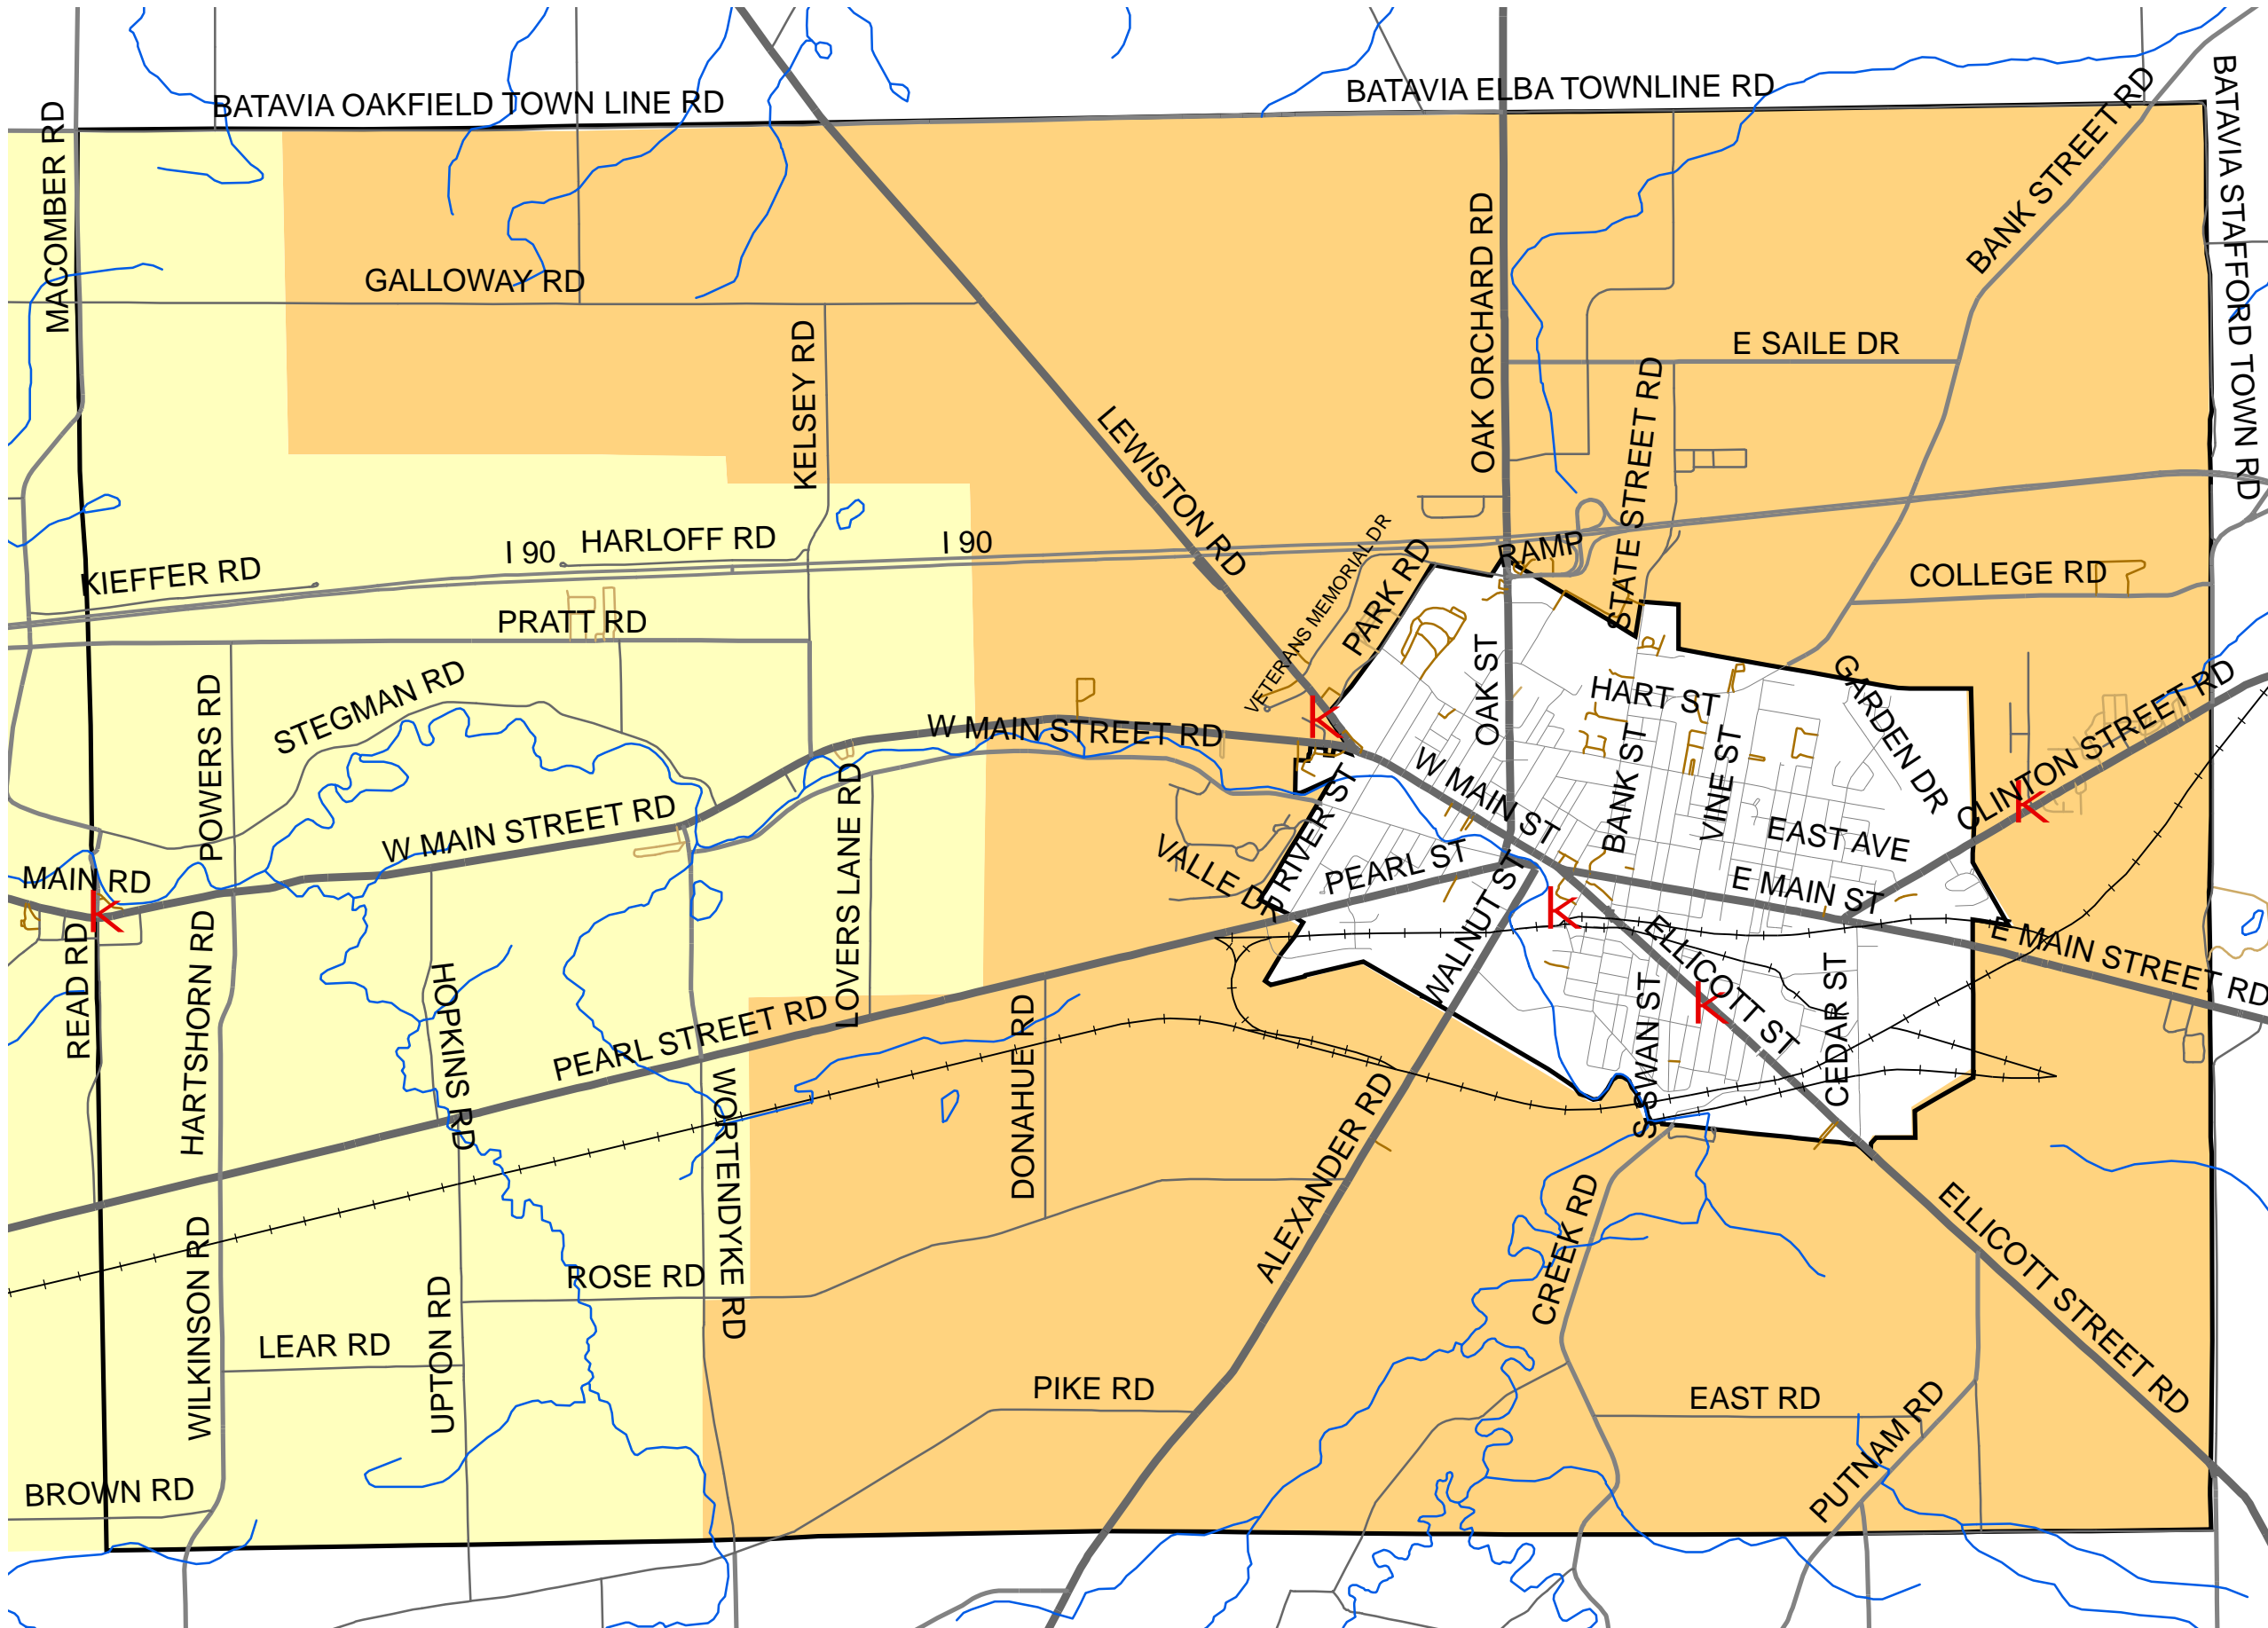 BATAVIA ELBA TOWNLINE RD
BATAVIA OAKFIELD TOWN LINE RD
BATAVIA STAFFORD TOWN RD
MACOMBER RD
BANK STREET RD
OAK ORCHARD RD
GALLOWAY RD
KELSEY RD
E SAILE DR
LEWISTON RD
STATE STREET RD
HARLOFF RD
I 90
I 90
RAMP
KIEFFER RD
VETERANS MEMORIAL DR
PARK RD
COLLEGE RD
PRATT RD
POWERS RD
STEGMAN RD
OAK ST
HART ST
GARDEN DR
CLINTON STREET RD
K
W MAIN STREET RD
W MAIN ST
BANK ST
VINE ST
K
W MAIN STREET RD
LOVERS LANE RD
RIVER ST
EAST AVE
VALLE DR
PEARL ST
MAIN RD
K
WALNUT ST
K
E MAIN ST
E MAIN STREET RD
READ RD
HARTSHORN RD
HOPKINS RD
ELLICOTT ST
K
S SWAN ST
CEDAR ST
PEARL STREET RD
DONAHUE RD
WORTENDYKE RD
ALEXANDER RD
CREEK RD
ELLICOTT STREET RD
WILKINSON RD
UPTON RD
ROSE RD
LEAR RD
PIKE RD
EAST RD
PUTNAM RD
BROWN RD